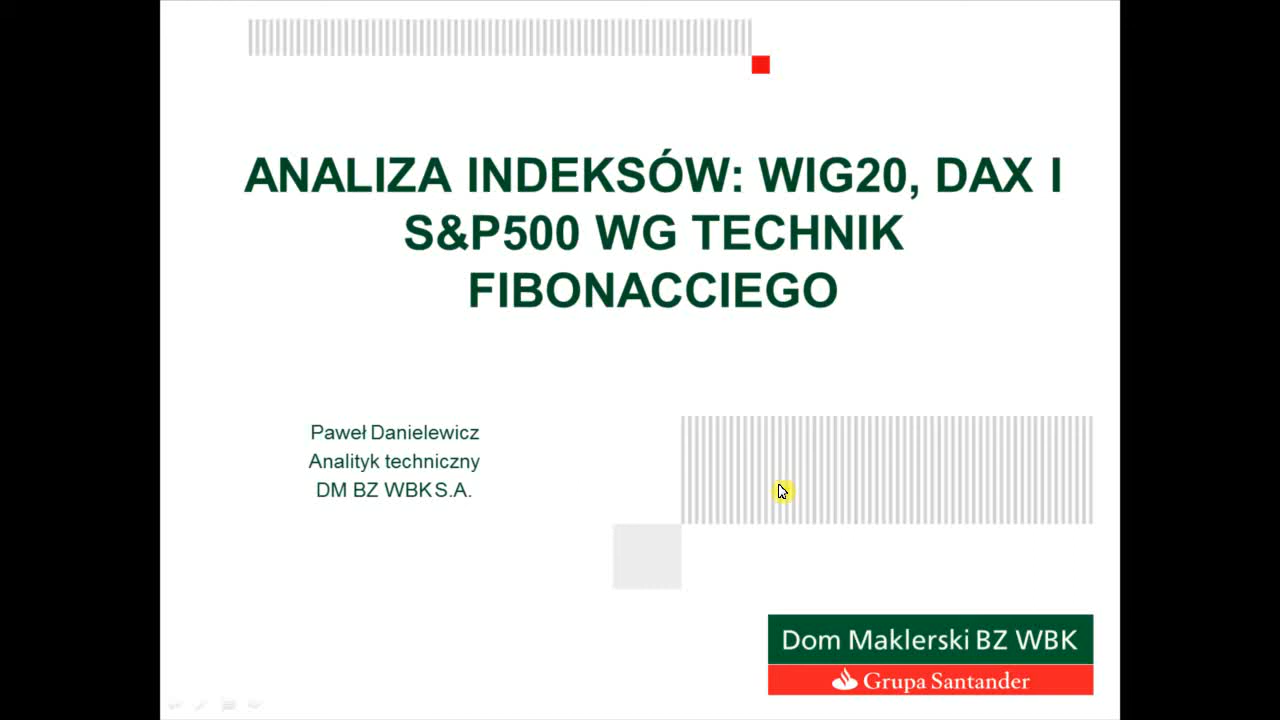 ANALIZA INDEKSÓW: WIG20, DAX I
S&P500 WG TECHNIK
FIBONACCIEGO
Paweł Danielewicz
Analityk techniczny
DM BZ WBK S.A.
Dom Maklerski BZ WBK
Grupa Santander